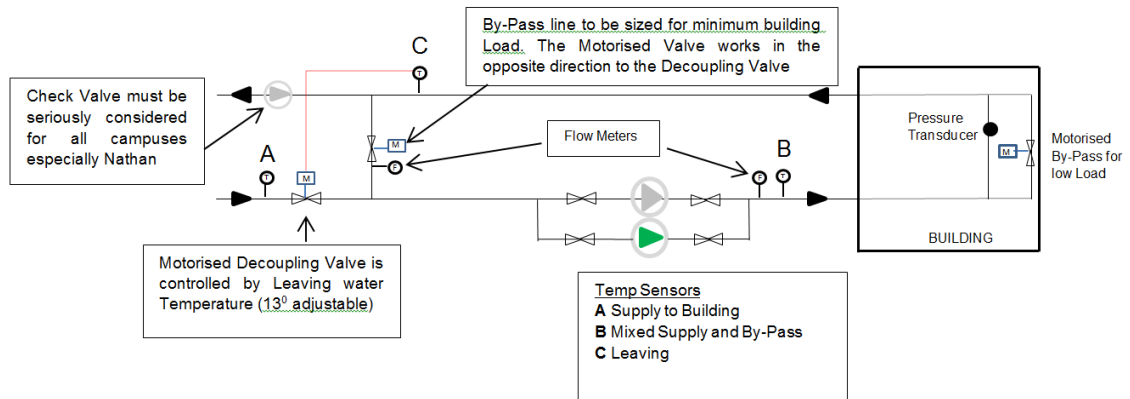 By-Pass line to be sized for minimum building
Load. The Motorised Valve works in the
opposite direction to the Decoupling Valve
C
T
Check Valve must be
seriously considered
for all campuses
especially Nathan
M
F
Flow Meters
Pressure
Transducer
M
Motorised
By-Pass for
low Load
A
T
M
B
F
T
BUILDING
Motorised Decoupling Valve is
controlled by Leaving water
Temperature (13⁰ adjustable)
Temp Sensors
A Supply to Building
B Mixed Supply and By-Pass
C Leaving